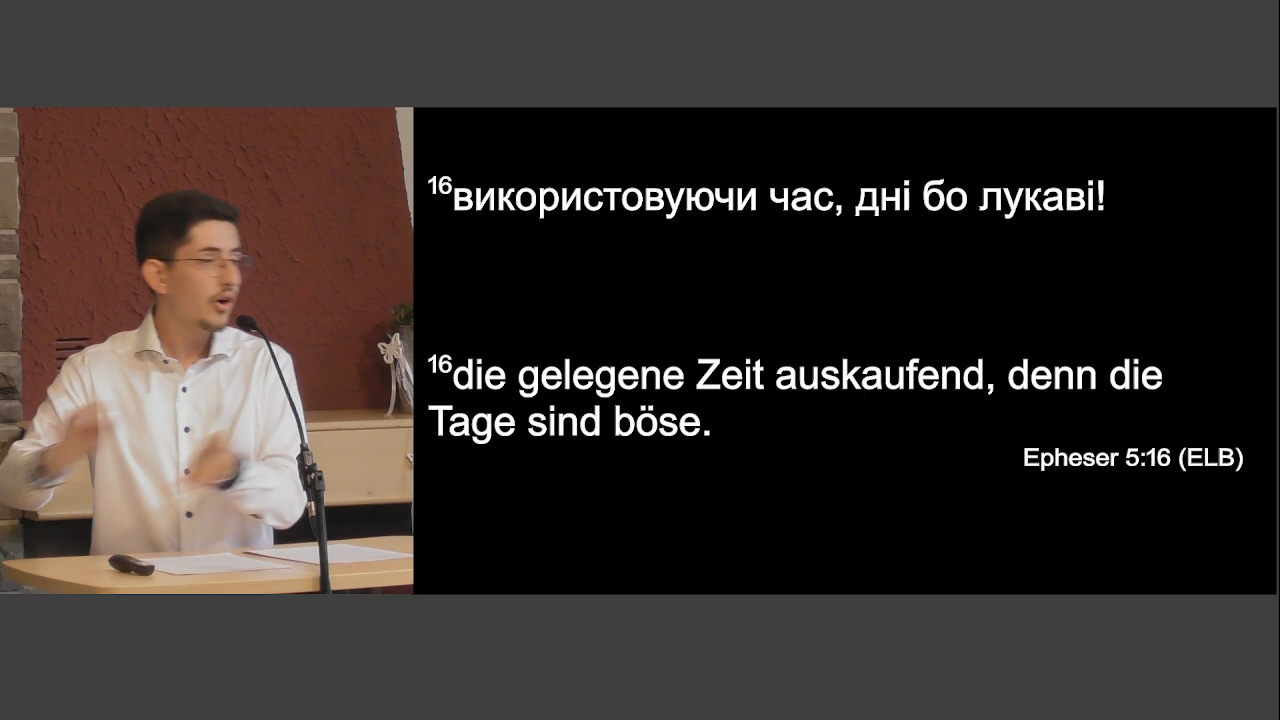 16використовуючи час, дні бо лукаві!
16die gelegene Zeit auskaufend, denn die
Tage sind böse.
Epheser 5:16 (ELB)